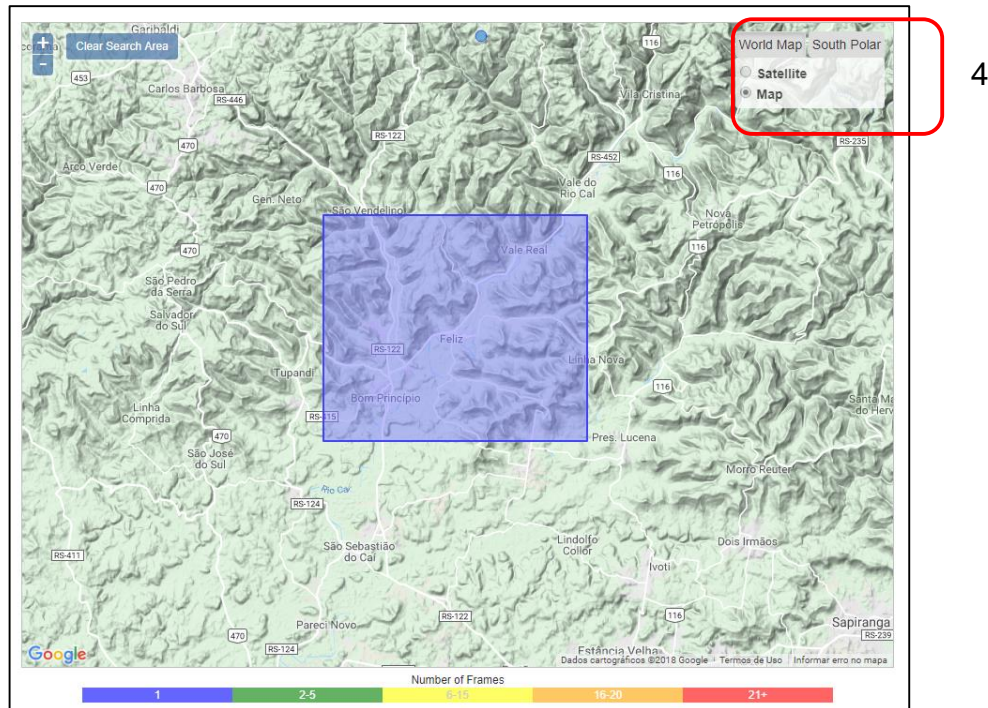 Garibáldi
+
-
Clear Search Area
World Map
South Polar
Satellite
Map
4
116
453
Carlos Barbosa
RS-446
Vila Cristina
RS-122
RS-235
470
RS-452
Arco Verde
Vale do
Rio Caí
116
470
Gen. Neto
São Vendelino
Nova
Petrópolis
470
Vale Real
116
São Pedro
da Serra
Salvador
do Sul
Feliz
RS-122
Linha Nova
Tupandi
116
Bom Princípio
Linha
Comprida
RS-415
Santa Ma
do Herv
470
Pres. Lucena
São José
do Sul
Morro Reuter
Rio Caí
RS-124
São Sebastião
do Caí
Lindolfo
Collor
Dois Irmãos
RS-411
Ivoti
RS-122
116
Pareci Novo
Sapiranga
470
RS-239
RS-124
Estância Velha
Google
Dados cartográficos ©2018 Google
Termos de Uso
Informar erro no mapa
Number of Frames
1
2-5
6-15
16-20
21+